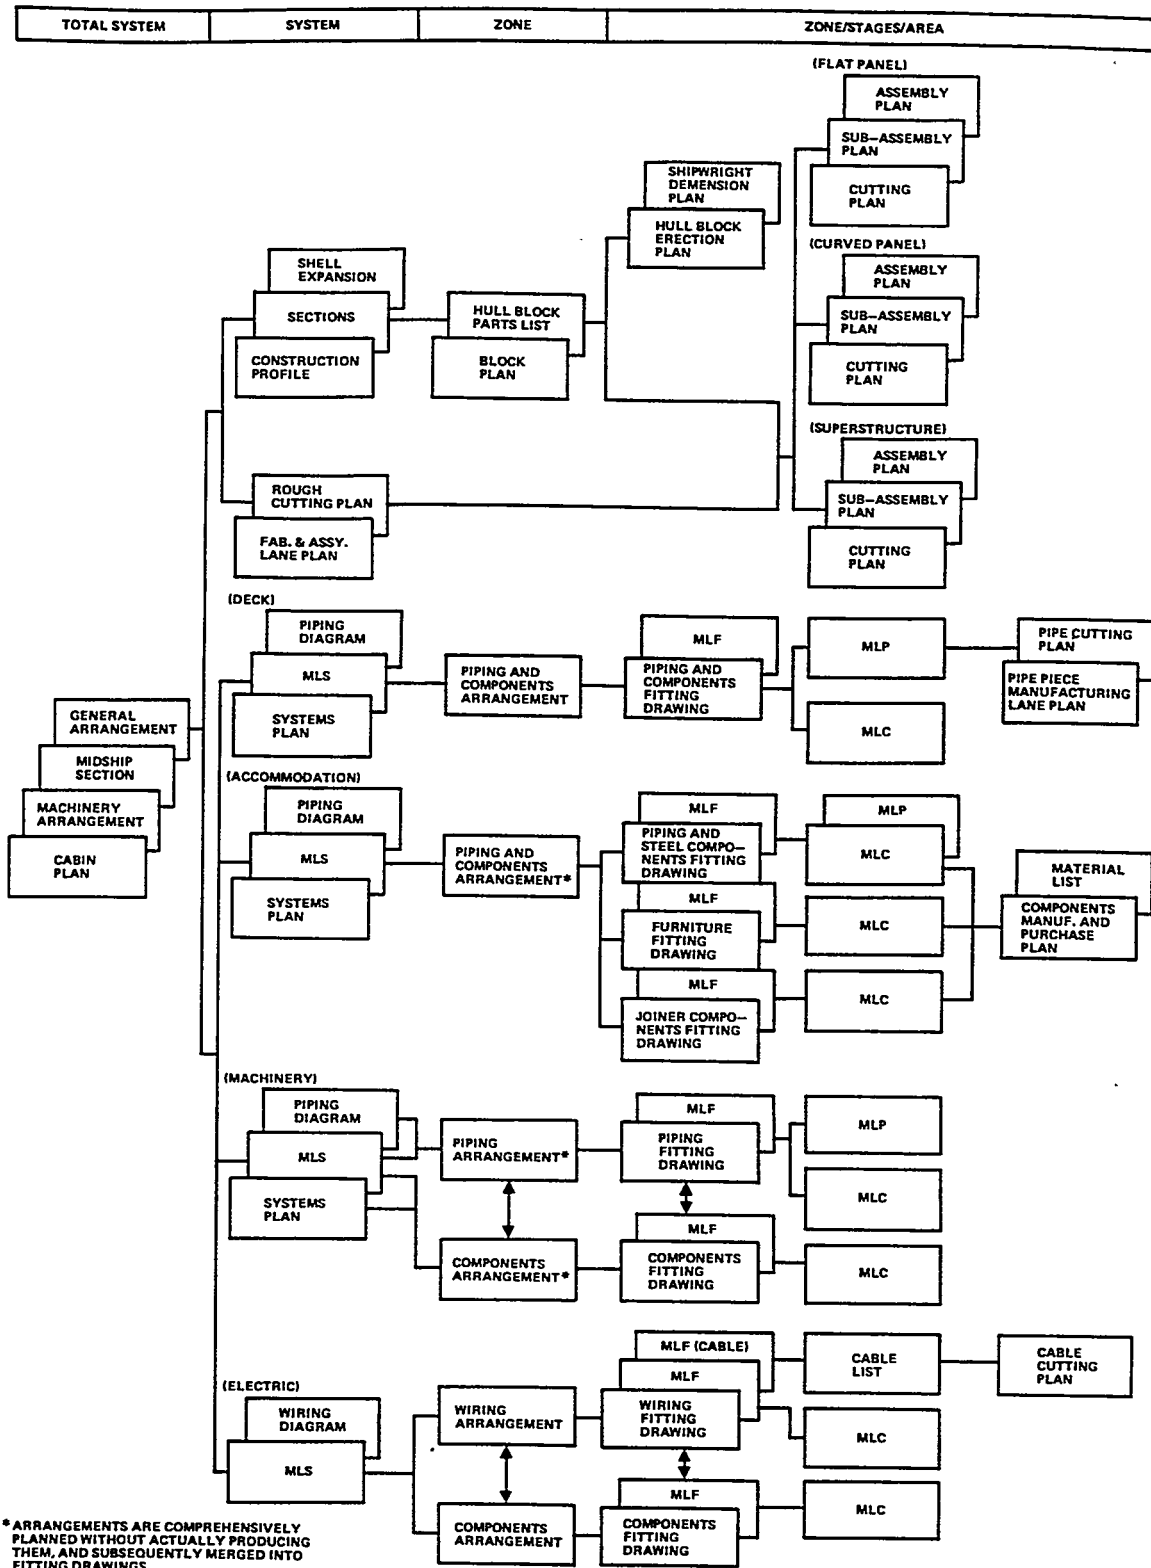 TOTAL SYSTEM
SYSTEM
ZONE
ZONE/STAGES/AREA
(FLAT PANEL)
ASSEMBLY
PLAN
SUB-ASSEMBLY
PLAN
CUTTING
PLAN
SHIPWRIGHT
DEMENSION
PLAN
HULL BLOCK
ERECTION
PLAN
(CURVED PANEL)
ASSEMBLY
PLAN
SUB-ASSEMBLY
PLAN
CUTTING
PLAN
SHELL
EXPANSION
SECTIONS
CONSTRUCTION
PROFILE
HULL BLOCK
PARTS LIST
BLOCK
PLAN
(SUPERSTRUCTURE)
ASSEMBLY
PLAN
SUB-ASSEMBLY
PLAN
CUTTING
PLAN
ROUGH
CUTTING PLAN
FAB. & ASSY.
LANE PLAN
(DECK)
PIPING
DIAGRAM
MLS
SYSTEMS
PLAN
PIPING AND
COMPONENTS
ARRANGEMENT
MLF
PIPING AND
COMPONENTS
FITTING
DRAWING
MLP
MLC
PIPE CUTTING
PLAN
PIPE PIECE
MANUFACTURING
LANE PLAN
GENERAL
ARRANGEMENT
MIDSHIP
SECTION
MACHINERY
ARRANGEMENT
CABIN
PLAN
(ACCOMMODATION)
PIPING
DIAGRAM
MLS
SYSTEMS
PLAN
PIPING AND
COMPONENTS
ARRANGEMENT*
MLF
PIPING AND
STEEL COMPO-
NENTS FITTING
DRAWING
MLF
FURNITURE
FITTING
DRAWING
MLF
JOINER COMPO-
NENTS FITTING
DRAWING
MLP
MLC
MLC
MLC
MATERIAL
LIST
COMPONENTS
MANUF. AND
PURCHASE
PLAN
(MACHINERY)
PIPING
DIAGRAM
MLS
SYSTEMS
PLAN
PIPING
ARRANGEMENT*
COMPONENTS
ARRANGEMENT*
MLF
PIPING
FITTING
DRAWING
MLF
COMPONENTS
FITTING
DRAWING
MLP
MLC
MLC
(ELECTRIC)
WIRING
DIAGRAM
MLS
WIRING
ARRANGEMENT
COMPONENTS
ARRANGEMENT
MLF (CABLE)
MLF
WIRING
FITTING
DRAWING
MLF
COMPONENTS
FITTING
DRAWING
CABLE
LIST
MLC
MLC
CABLE
CUTTING
PLAN
* ARRANGEMENTS ARE COMPREHENSIVELY
PLANNED WITHOUT ACTUALLY PRODUCING
THEM, AND SUBSEQUENTLY MERGED INTO
FITTING DRAWINGS